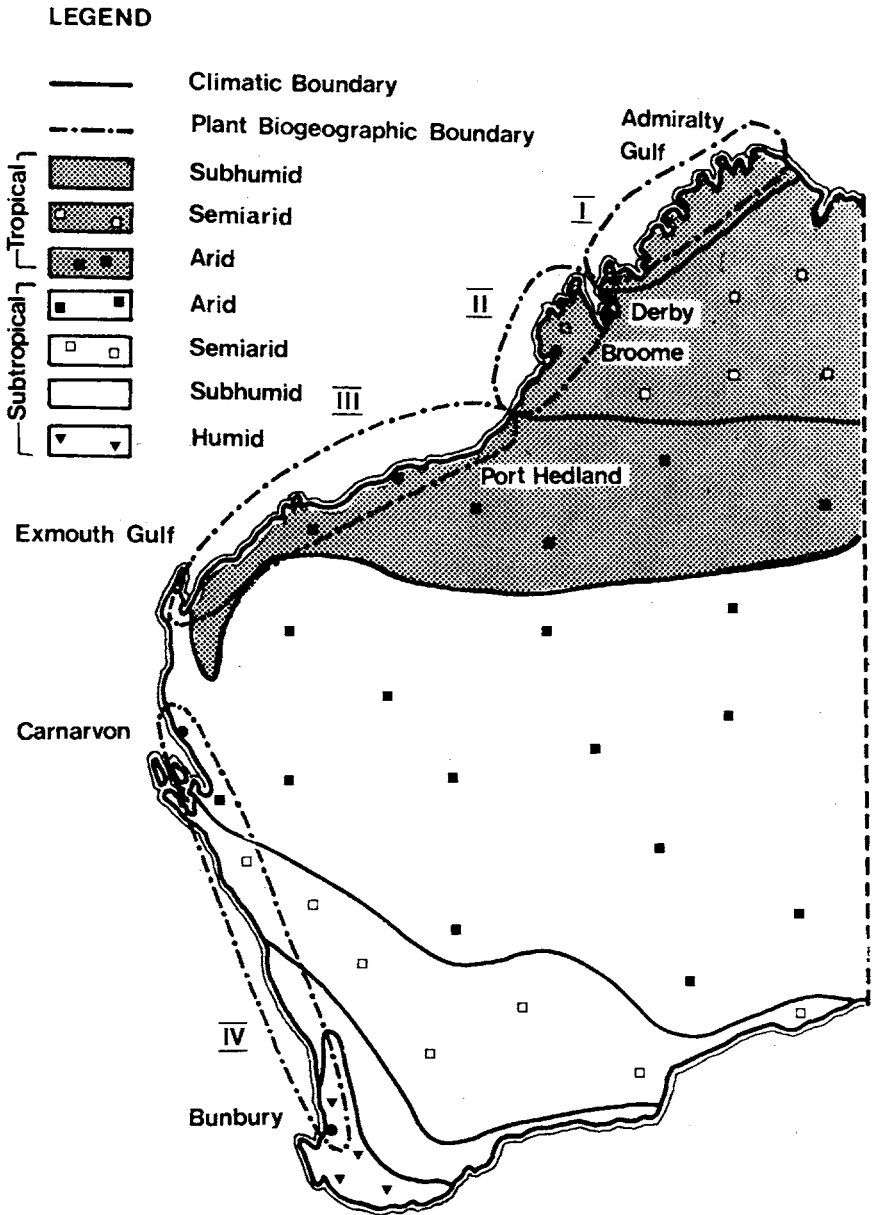 LEGEND
Climatic Boundary
Plant Biogeographic Boundary
Tropical
Subhumid
Semiarid
Arid
Subtropical
Arid
Semiarid
Subhumid
Humid
Admiralty
Gulf
I
II
Derby
Broome
III
Port Hedland
Exmouth Gulf
Carnarvon
IV
Bunbury